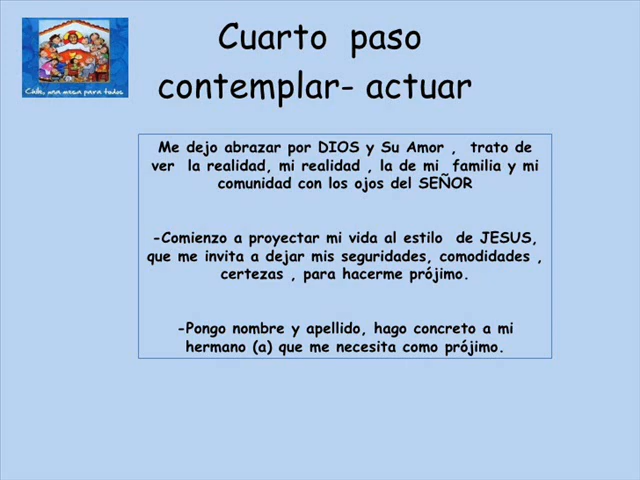 Cuarto  paso
contemplar- actuar
Chile, una mesa para todos
Me dejo abrazar por DIOS y Su Amor ,  trato de
ver  la realidad, mi realidad , la de mi  familia y mi
comunidad con los ojos del SEÑOR
-Comienzo a proyectar mi vida al estilo  de JESUS,
que me invita a dejar mis seguridades, comodidades ,
certezas , para hacerme prójimo.
-Pongo nombre y apellido, hago concreto a mi
hermano (a) que me necesita como prójimo.